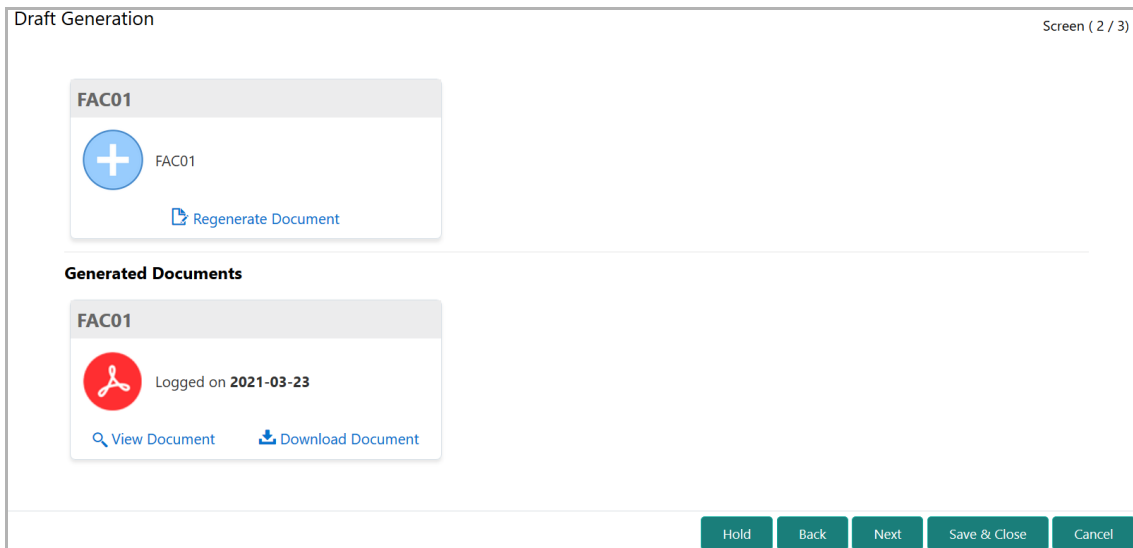 Draft Generation
Screen ( 2 / 3)
FAC01
FAC01
Regenerate Document
Generated Documents
FAC01
Logged on 2021-03-23
View Document Download Document
Hold Back Next Save & Close Cancel